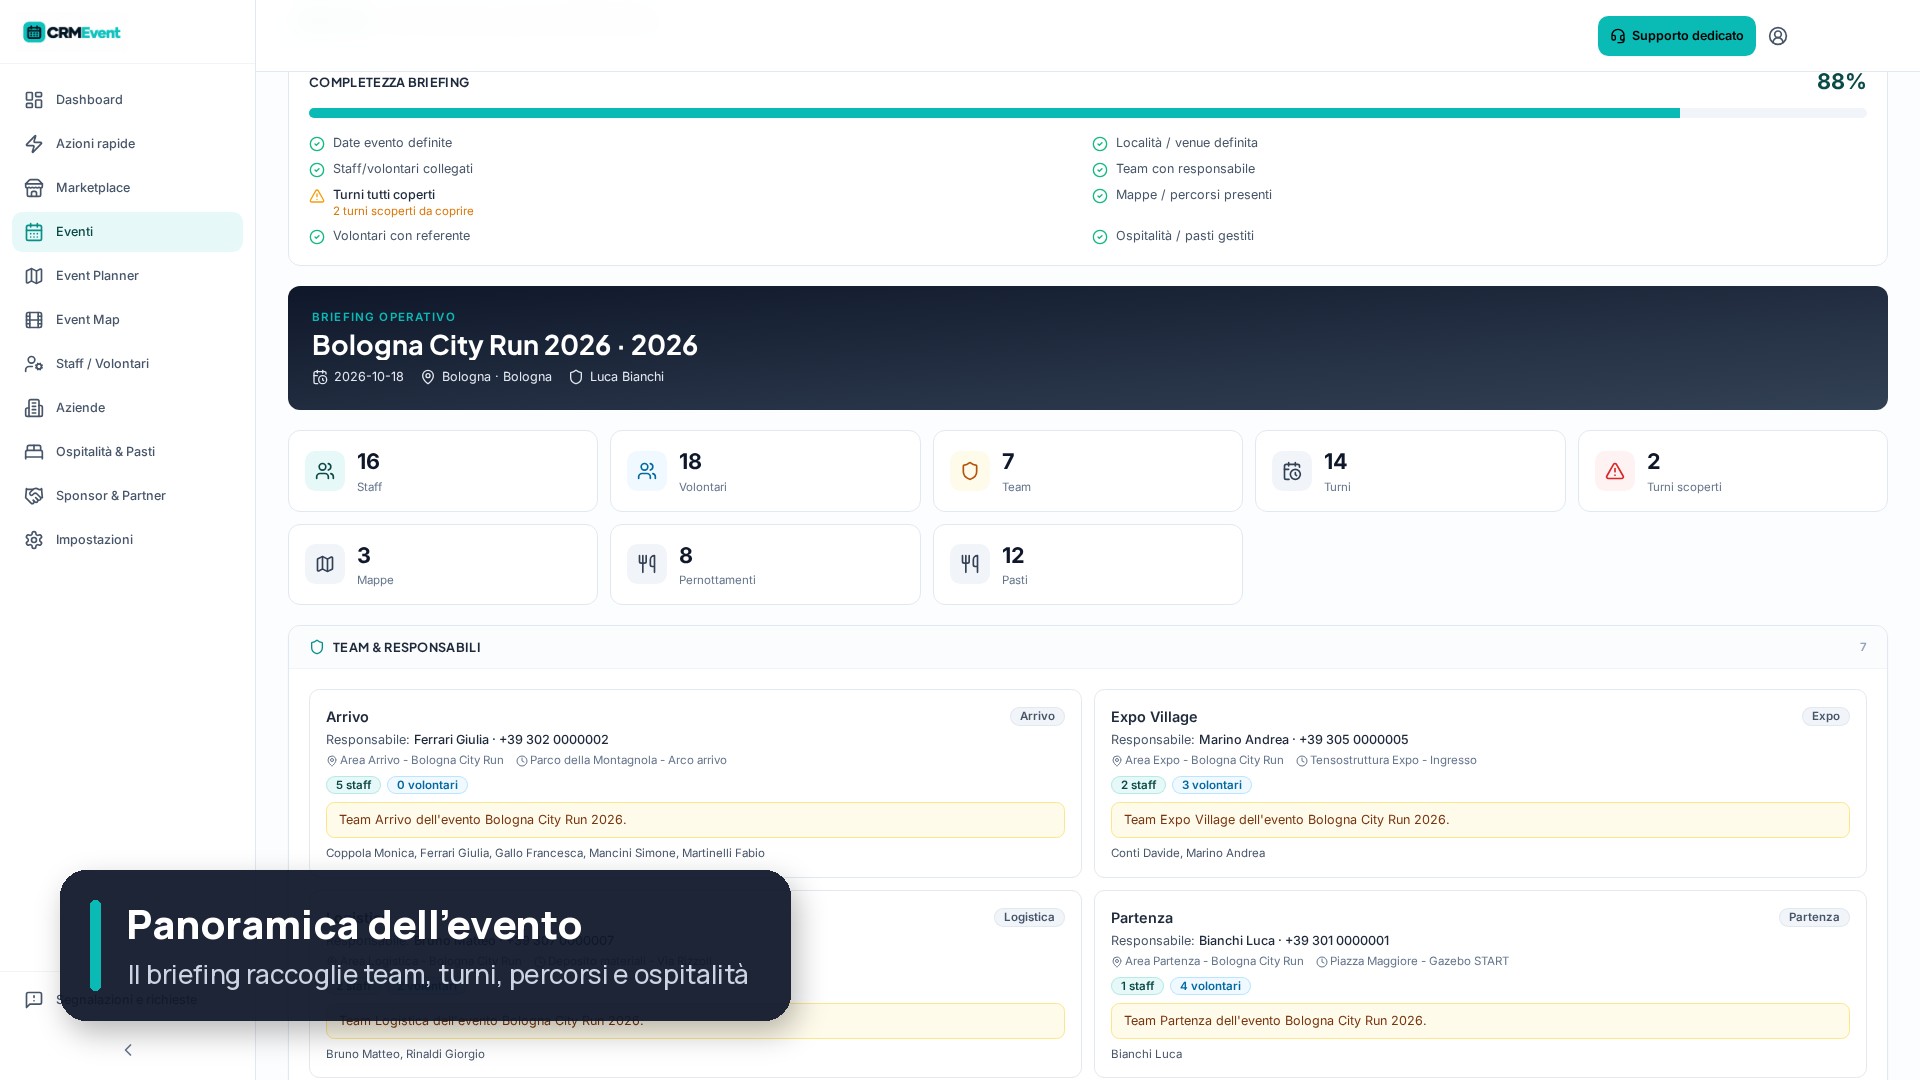 CRMEvent
Supporto dedicato
Dashboard
Azioni rapide
Marketplace
Eventi
Event Planner
Event Map
Staff / Volontari
Aziende
Ospitalità & Pasti
Sponsor & Partner
Impostazioni
COMPLETEZZA BRIEFING
88%
Date evento definite
Località / venue definita
Staff/volontari collegati
Team con responsabile
Turni tutti coperti
2 turni scoperti da coprire
Mappe / percorsi presenti
Volontari con referente
Ospitalità / pasti gestiti
BRIEFING OPERATIVO
Bologna City Run 2026 · 2026
2026-10-18 Bologna · Bologna Luca Bianchi
16
Staff
18
Volontari
7
Team
14
Turni
2
Turni scoperti
3
Mappe
8
Pernottamenti
12
Pasti
TEAM & RESPONSABILI
7
Arrivo
Arrivo
Responsabile: Ferrari Giulia · +39 302 0000002
Area Arrivo - Bologna City Run Parco della Montagnola - Arco arrivo
5 staff 0 volontari
Team Arrivo dell'evento Bologna City Run 2026.
Coppola Monica, Ferrari Giulia, Gallo Francesca, Mancini Simone, Martinelli Fabio
Expo Village
Expo
Responsabile: Marino Andrea · +39 305 0000005
Area Expo - Bologna City Run Tensostruttura Expo - Ingresso
2 staff 3 volontari
Team Expo Village dell'evento Bologna City Run 2026.
Conti Davide, Marino Andrea
Logistica
Team Logistica dell'evento Bologna City Run 2026.
Bruno Matteo, Rinaldi Giorgio
Partenza
Partenza
Responsabile: Bianchi Luca · +39 301 0000001
Area Partenza - Bologna City Run Piazza Maggiore - Gazebo START
1 staff 4 volontari
Team Partenza dell'evento Bologna City Run 2026.
Bianchi Luca
Segnalazioni e richieste
Panoramica dell'evento
Il briefing raccoglie team, turni, percorsi e ospitalità